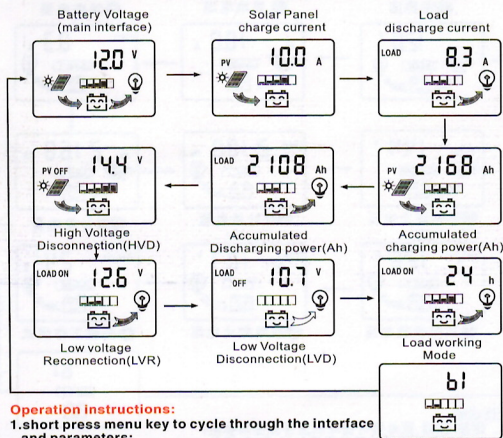 Battery Voltage
(main interface)
Solar Panel
charge current
Load
discharge current
12.0 V
PV 10.0 A
LOAD 8.3 A
PV OFF 14.4 V
LOAD 2108 Ah
PV 2168 Ah
High Voltage
Disconnection(HVD)
Accumulated
Discharging power(Ah)
Accumulated
charging power(Ah)
LOAD ON 12.6 V
LOAD OFF 10.7 V
LOAD ON 24 h
Low voltage
Reconnection(LVR)
Low Voltage
Disconnection(LVD)
Load working
Mode
b1
Operation instructions:
1.short press menu key to cycle through the interface
and parameters;